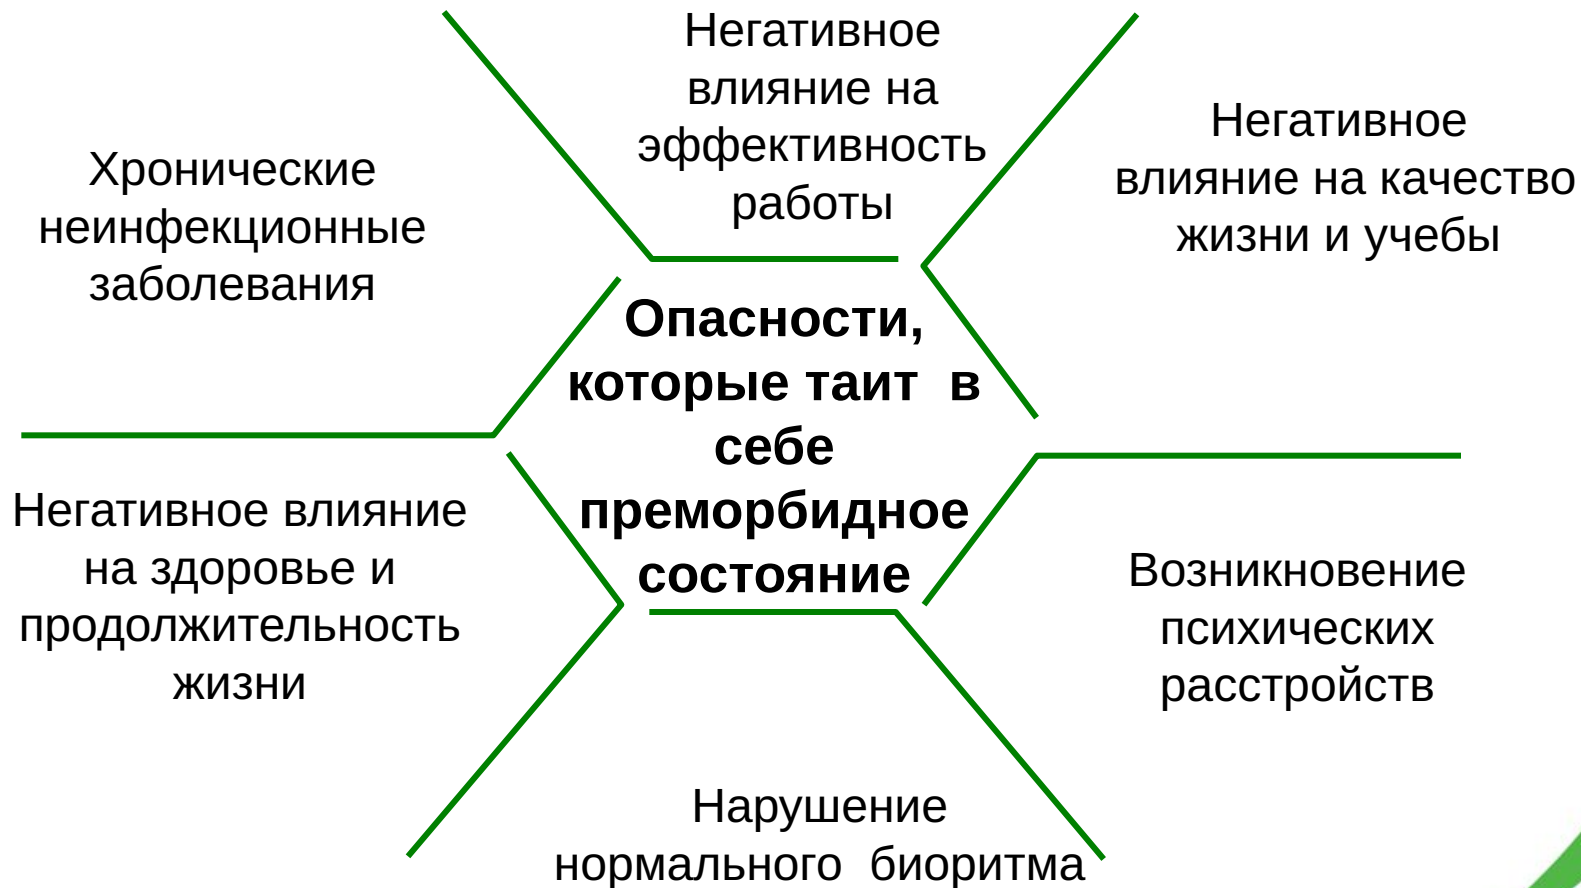 Негативное
влияние на
эффективность
работы
Негативное
влияние на качество
жизни и учебы
Хронические
неинфекционные
заболевания
Опасности,
которые таит  в
себе
преморбидное
состояние
Негативное влияние
на здоровье и
продолжительность
жизни
Возникновение
психических
расстройств
Нарушение
нормального  биоритма